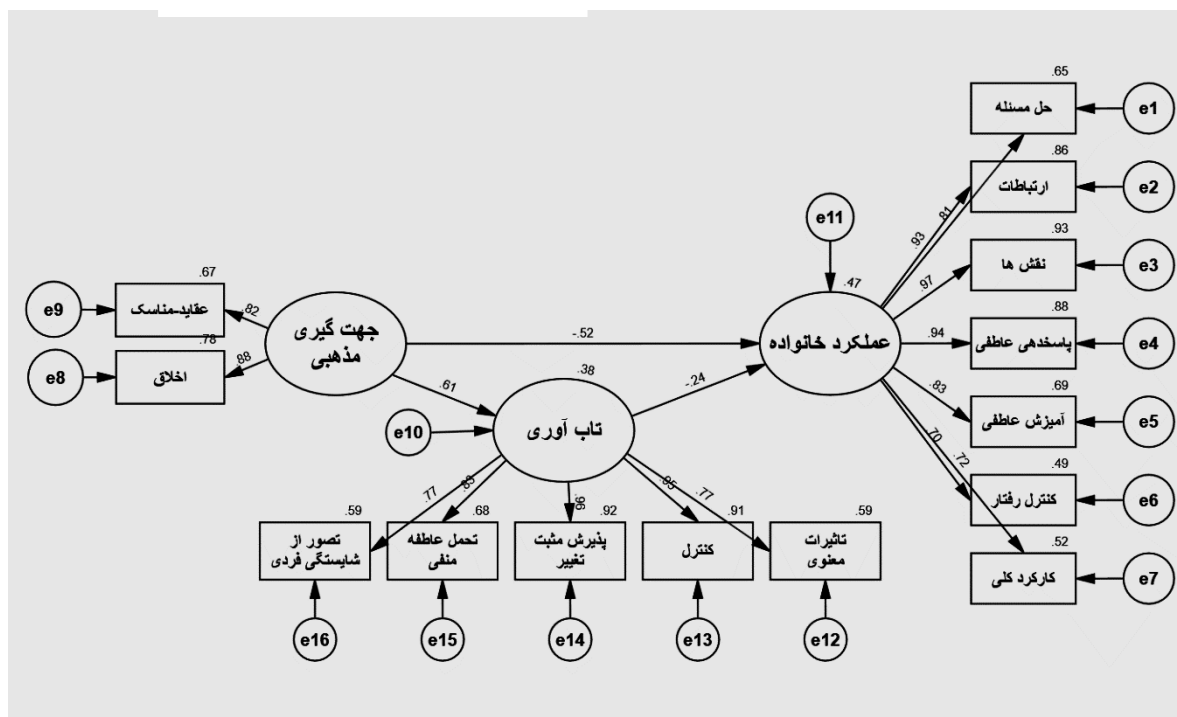 .65
حل مسئله
e1
.86
ارتباطات
e2
.81
.93
e11
.93
نقش ها
e3
.97
.67
عقاید-مناسک
e9
.82
جهت گیری
مذهبی
-.52
.47
عملکرد خانواده
.88
پاسخدهی عاطفی
e4
.94
.78
اخلاق
e8
.88
.61
.38
تاب آوری
-.24
e10
.69
آمیزش عاطفی
e5
.83
.70
.72
.49
کنترل رفتار
e6
.77
.83
.96
.95
.77
.59
تصور از
شایستگی فردی
.68
تحمل عاطفه
منفی
.92
پذیرش مثبت
تغییر
.91
کنترل
.59
تاثیرات
معنوی
.52
کارکرد کلی
e7
e16
e15
e14
e13
e12